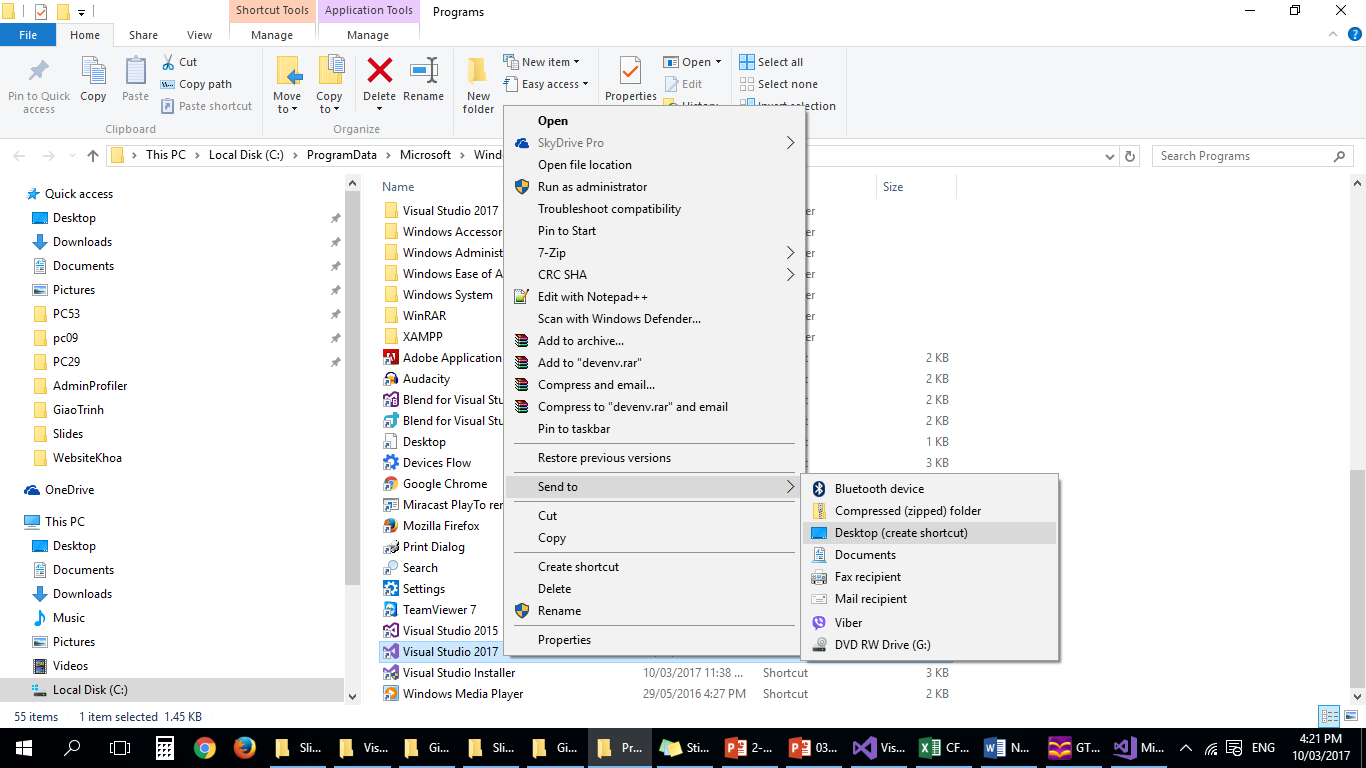 Shortcut Tools
Application Tools
Programs
File
Home
Share
View
Manage
Manage
Pin to Quick access
Copy
Paste
Cut
Copy path
Paste shortcut
Clipboard
Move to
Copy to
Delete
Rename
Organize
New folder
New item
Easy access
Properties
Open
Edit
History
Select all
Select none
Invert selection
This PC
Local Disk (C:)
ProgramData
Microsoft
Wind
Search Programs
Quick access
Desktop
Downloads
Documents
Pictures
PC53
pc09
PC29
AdminProfiler
GiaoTrinh
Slides
WebsiteKhoa
OneDrive
This PC
Desktop
Documents
Downloads
Music
Pictures
Videos
Local Disk (C:)
Name
Size
Visual Studio 2017
er
Windows Accessor
er
Windows Administ
er
Windows Ease of A
er
Windows System
er
WinRAR
er
XAMPP
er
Adobe Application
t
2 KB
Audacity
t
2 KB
Blend for Visual Stu
t
2 KB
Blend for Visual Stu
t
2 KB
Desktop
t
1 KB
Devices Flow
t
3 KB
Google Chrome
Miracast PlayTo rer
Mozilla Firefox
Print Dialog
Search
Settings
TeamViewer 7
Visual Studio 2015
Visual Studio 2017
Visual Studio Installer
10/03/2017 11:38 ...
Shortcut
3 KB
Windows Media Player
29/05/2016 4:27 PM
Shortcut
2 KB
Open
SkyDrive Pro
Open file location
Run as administrator
Troubleshoot compatibility
Pin to Start
7-Zip
CRC SHA
Edit with Notepad++
Scan with Windows Defender...
Add to archive...
Add to "devenv.rar"
Compress and email...
Compress to "devenv.rar" and email
Pin to taskbar
Restore previous versions
Send to
Cut
Copy
Create shortcut
Delete
Rename
Properties
Bluetooth device
Compressed (zipped) folder
Desktop (create shortcut)
Documents
Fax recipient
Mail recipient
Viber
DVD RW Drive (G:)
55 items
1 item selected 1.45 KB
Sli...
Vis...
Gi...
Sli...
Gi...
Pr...
Sti...
2-...
03...
Vis...
CF...
N...
GT...
Mi...
ENG
4:21 PM
10/03/2017